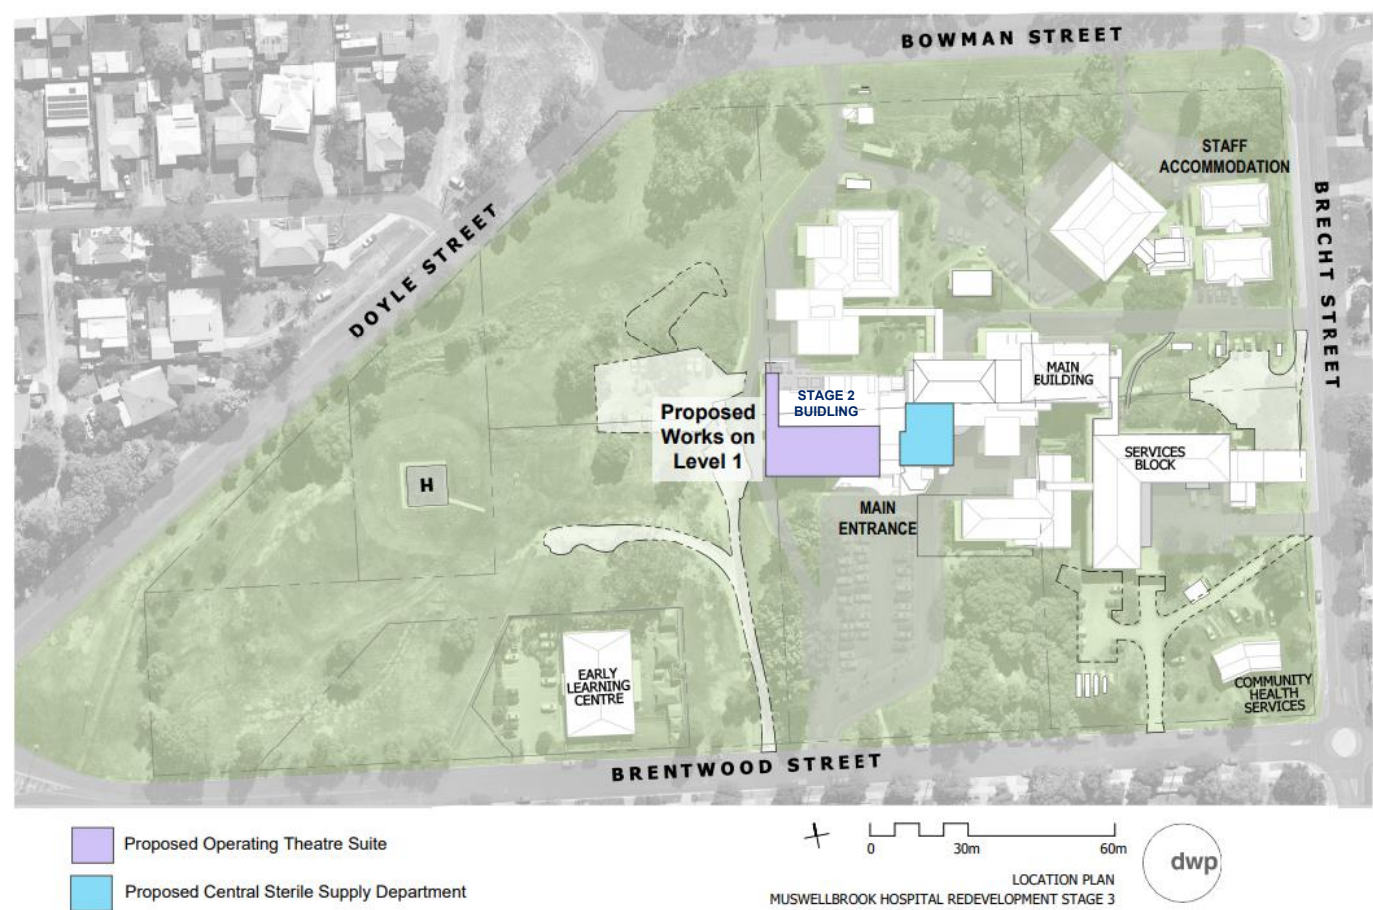 BOWMAN STREET
STAFF
ACCOMMODATION
BRECHT STREET
DOYLE STREET
MAIN
BUILDING
STAGE 2
BUIDLING
Proposed
Works on
Level 1
SERVICES
BLOCK
H
MAIN
ENTRANCE
EARLY
LEARNING
CENTRE
COMMUNITY
HEALTH
SERVICES
BRENTWOOD STREET
Proposed Operating Theatre Suite
Proposed Central Sterile Supply Department
0 30m 60m
LOCATION PLAN
MUSWELLBROOK HOSPITAL REDEVELOPMENT STAGE 3
dwp